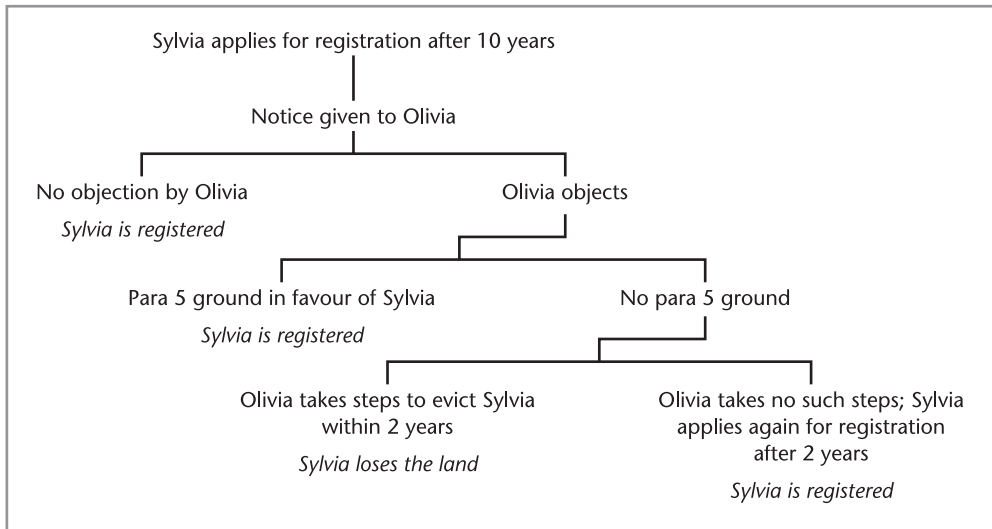 Sylvia applies for registration after 10 years
Notice given to Olivia
No objection by Olivia
Sylvia is registered
Olivia objects
Para 5 ground in favour of Sylvia
Sylvia is registered
No para 5 ground
Olivia takes steps to evict Sylvia
within 2 years
Sylvia loses the land
Olivia takes no such steps; Sylvia
applies again for registration
after 2 years
Sylvia is registered